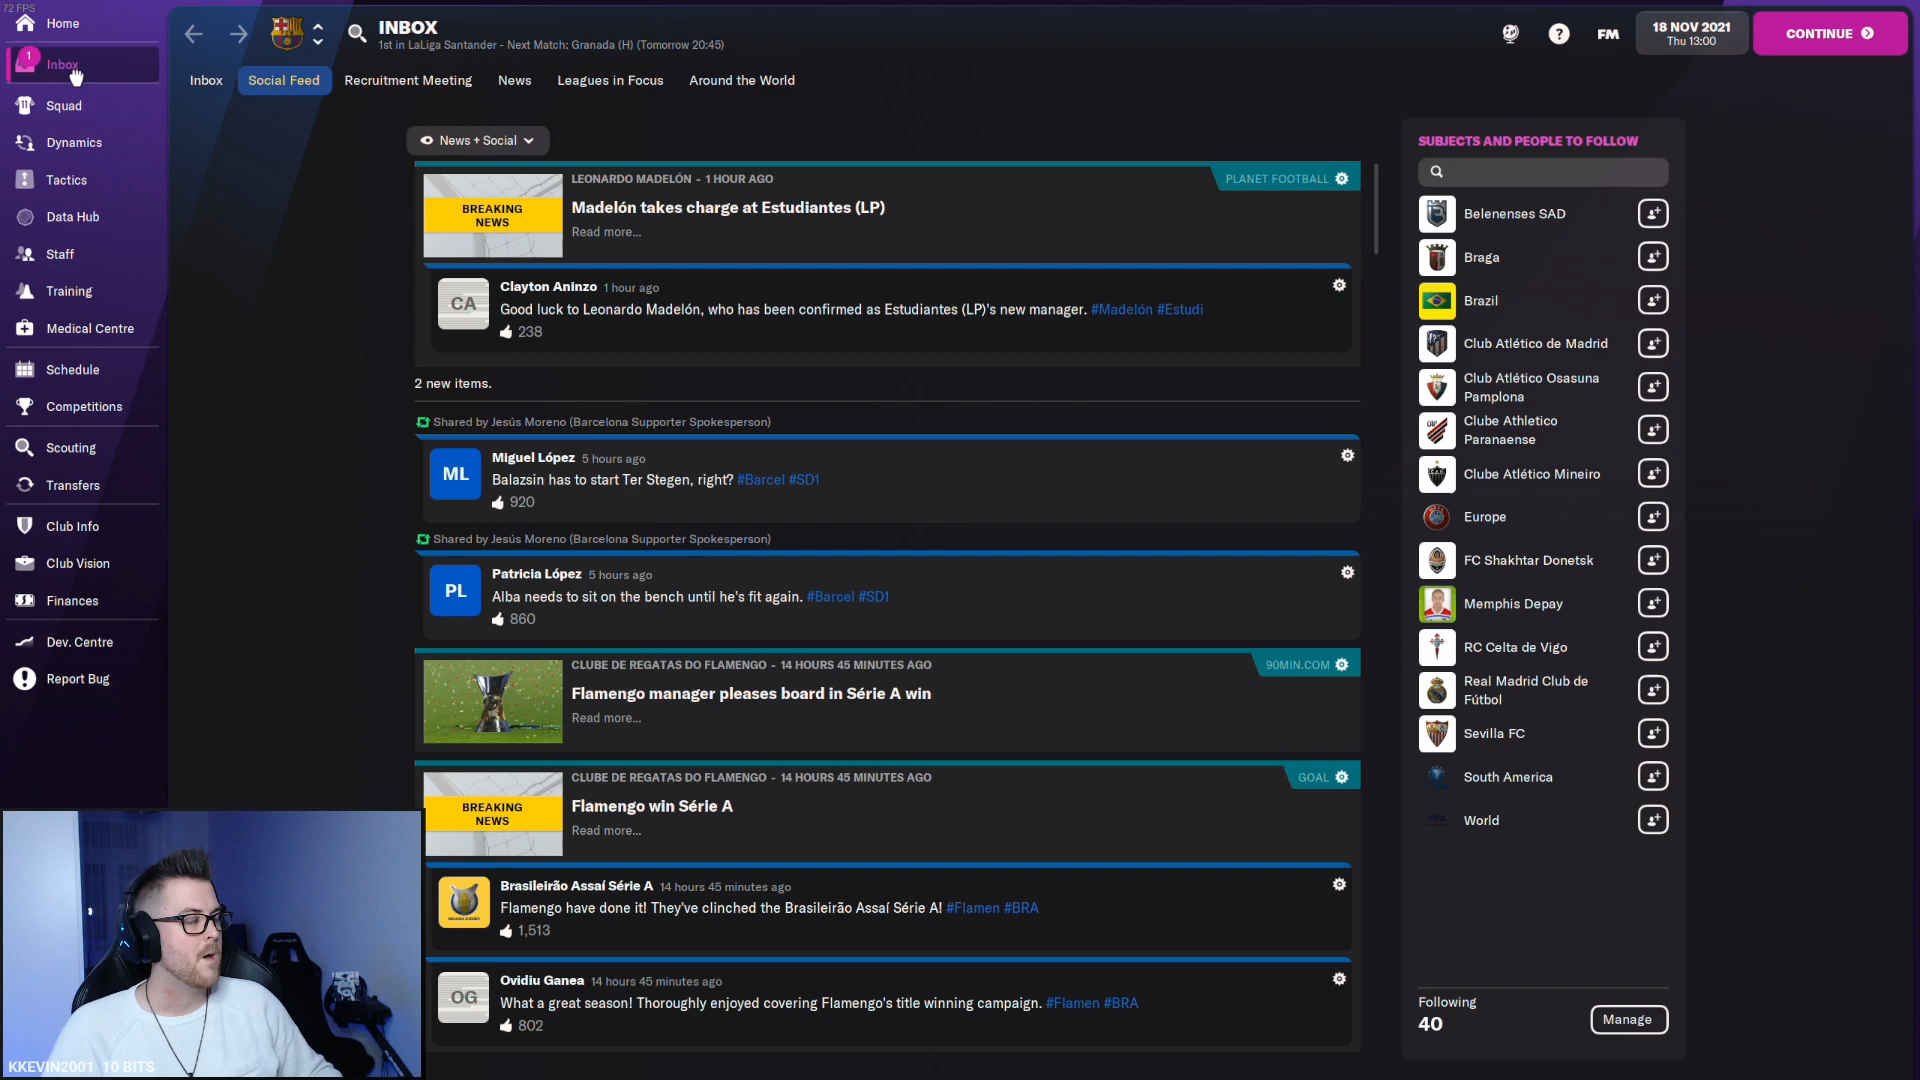 72 FPS
Home
1
Inbox
Squad
Dynamics
Tactics
Data Hub
Staff
Training
Medical Centre
Schedule
Competitions
Scouting
Transfers
Club Info
Club Vision
Finances
Dev. Centre
Report Bug
INBOX
1st in LaLiga Santander - Next Match: Granada (H) (Tomorrow 20:45)
?
FM
18 NOV 2021
Thu 13:00
CONTINUE
Inbox
Social Feed
Recruitment Meeting
News
Leagues in Focus
Around the World
News + Social
BREAKING
NEWS
LEONARDO MADELÓN - 1 HOUR AGO
PLANET FOOTBALL
Madelón takes charge at Estudiantes (LP)
Read more...
CA
Clayton Aninzo 1 hour ago
Good luck to Leonardo Madelón, who has been confirmed as Estudiantes (LP)'s new manager. #Madelón #Estudi
238
2 new items.
Shared by Jesús Moreno (Barcelona Supporter Spokesperson)
ML
Miguel López 5 hours ago
Balazsin has to start Ter Stegen, right? #Barcel #SD1
920
Shared by Jesús Moreno (Barcelona Supporter Spokesperson)
PL
Patricia López 5 hours ago
Alba needs to sit on the bench until he's fit again. #Barcel #SD1
860
CLUBE DE REGATAS DO FLAMENGO - 14 HOURS 45 MINUTES AGO
90MIN.COM
Flamengo manager pleases board in Série A win
Read more...
BREAKING
NEWS
CLUBE DE REGATAS DO FLAMENGO - 14 HOURS 45 MINUTES AGO
GOAL
Flamengo win Série A
Read more...
Brasileirão Assaí Série A 14 hours 45 minutes ago
Flamengo have done it! They've clinched the Brasileirão Assaí Série A! #Flamen #BRA
1,513
OG
Ovidiu Ganea 14 hours 45 minutes ago
What a great season! Thoroughly enjoyed covering Flamengo's title winning campaign. #Flamen #BRA
802
SUBJECTS AND PEOPLE TO FOLLOW
Belenenses SAD
Braga
Brazil
Club Atlético de Madrid
Club Atlético Osasuna
Pamplona
Clube Athletico
Paranaense
Clube Atlético Mineiro
Europe
FC Shakhtar Donetsk
Memphis Depay
RC Celta de Vigo
Real Madrid Club de
Fútbol
Sevilla FC
South America
World
Following
40
Manage
KKEVIN2001 10 BITS